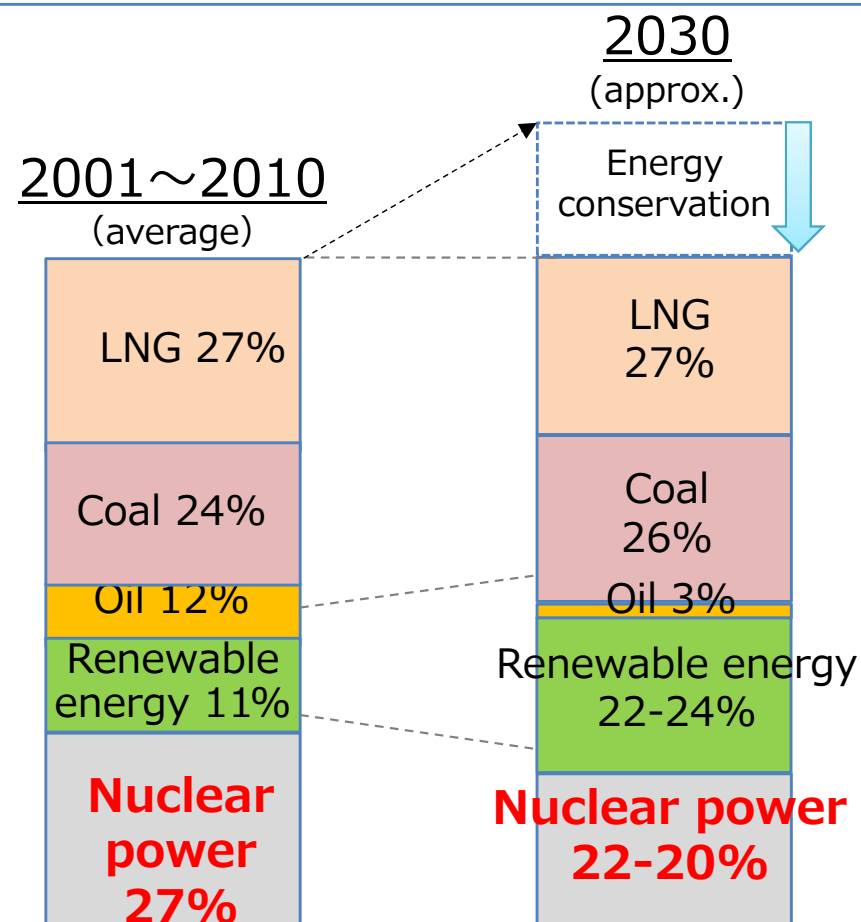 2030
(approx.)
Energy
conservation
2001～2010
(average)
LNG 27%
Coal 24%
Oil 12%
Renewable
energy 11%
Nuclear
power
27%
LNG
27%
Coal
26%
Oil 3%
Renewable energy
22-24%
Nuclear power
22-20%